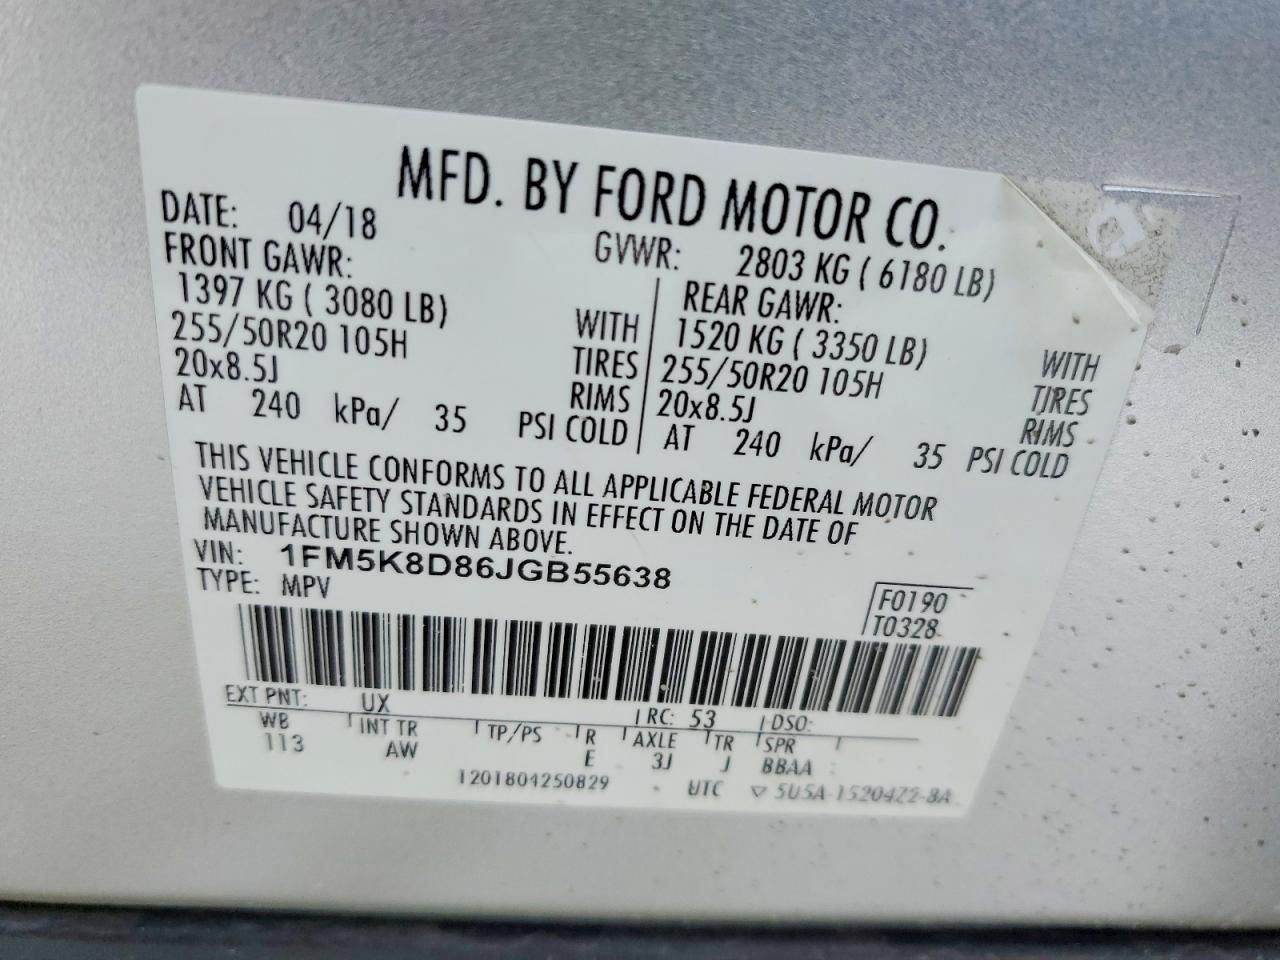 MFD. BY FORD MOTOR CO.
DATE: 04/18 GVWR: 2803 KG ( 6180 LB)
FRONT GAWR: REAR GAWR:
1397 KG ( 3080 LB) WITH 1520 KG ( 3350 LB) WITH
255/50R20 105H TIRES 255/50R20 105H TIRES
20x8.5J RIMS 20x8.5J RIMS
AT 240 kPa/ 35 PSI COLD AT 240 kPa/ 35 PSI COLD
THIS VEHICLE CONFORMS TO ALL APPLICABLE FEDERAL MOTOR
VEHICLE SAFETY STANDARDS IN EFFECT ON THE DATE OF
MANUFACTURE SHOWN ABOVE.
VIN: 1FM5K8D86JGB55638
TYPE: MPV F0190
T0328
EXT PNT: UX RC: 53 DSO:
WB INT TR TP/PS R AXLE TR SPR
113 AW E 3J J BBAA
1201804250829 UTC ▽ 5U5A-1520472-BA